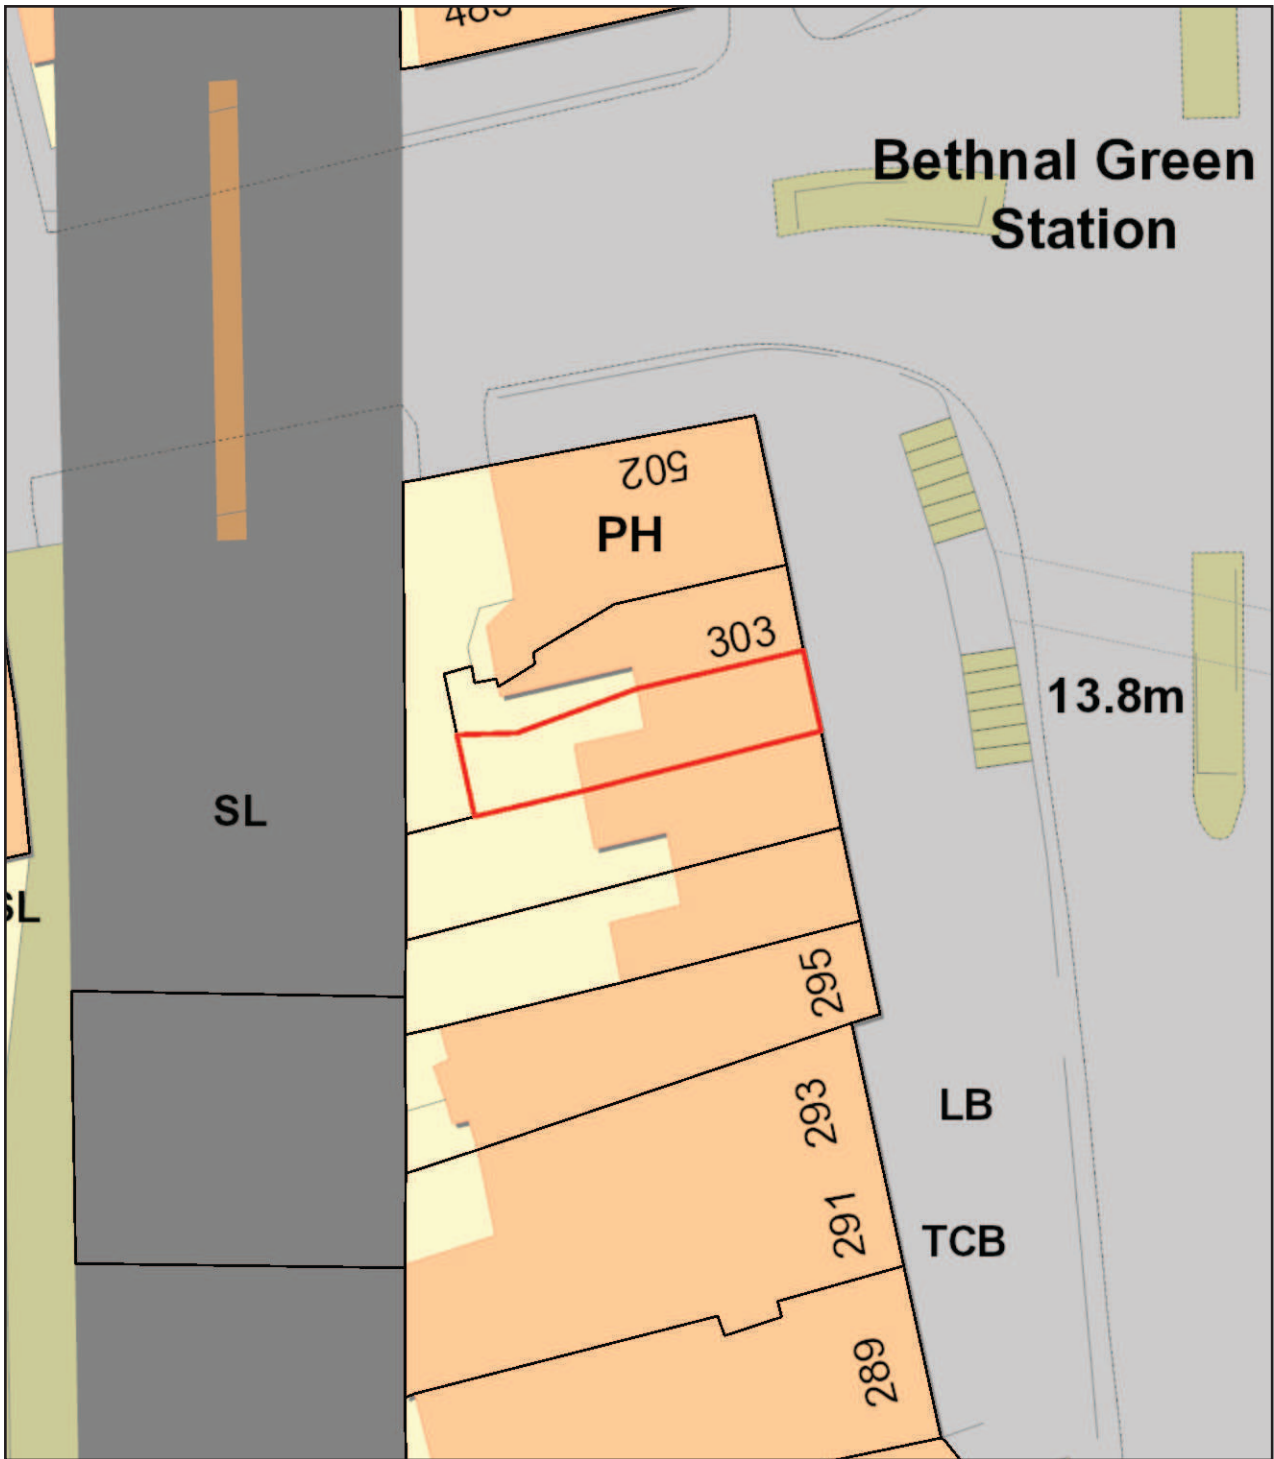 Bethnal Green
Station
502
PH
303
13.8m
SL
295
LB
293
291
TCB
289